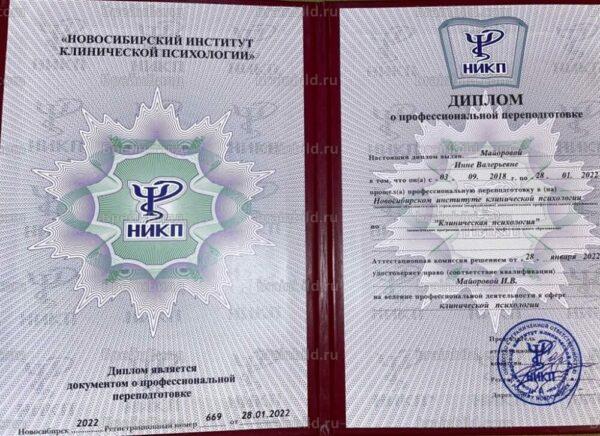 «НОВОСИБИРСКИЙ ИНСТИТУТ
КЛИНИЧЕСКОЙ ПСИХОЛОГИИ»
НИКП
Диплом является
документом о профессиональной
переподготовке
Новосибирск 2022 Регистрационный номер 669 от 28.01.2022
НИКП
ДИПЛОМ
о профессиональной переподготовке
Настоящий диплом выдан Майоровой
Инне Валерьевне
в том, что он(а) с 03. 09. 2018 г. по 28. 01. 2022
прошел(а) профессиональную переподготовку в (на)
Новосибирском институте клинической психологии
"Клиническая психология"
Аттестационная комиссия решением от 28. января 2022
удостоверяет право (соответствие квалификации)
Майоровой И.В.
на ведение профессиональной деятельности в сфере
клинической психологии
НИКП